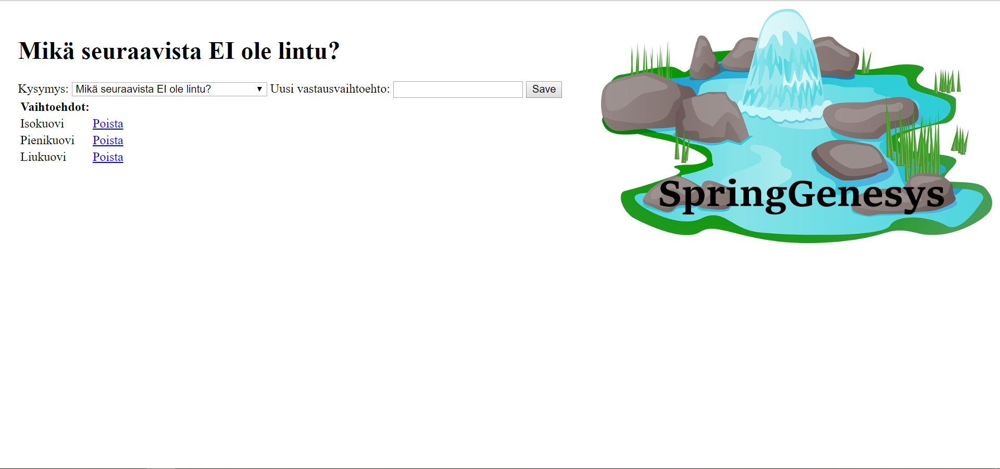 Mikä seuraavista EI ole lintu?
Kysymys: Mikä seuraavista EI ole lintu? Uusi vastausvaihtoehto: Save
Vaihtoehdot:
Isokuovi Poista
Pienikuovi Poista
Liukuovi Poista
SpringGenesys